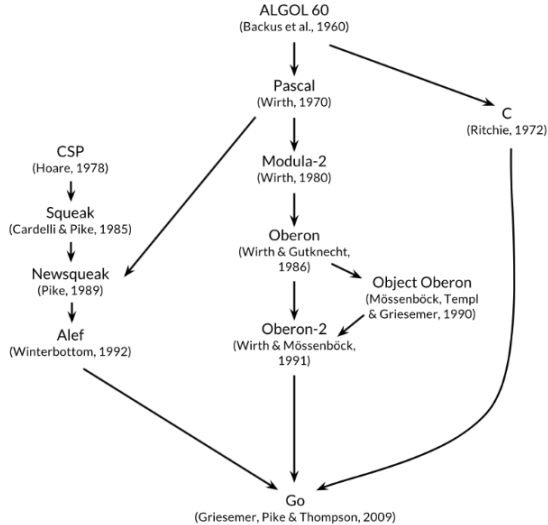 ALGOL 60
(Backus et al., 1960)
Pascal
(Wirth, 1970)
C
(Ritchie, 1972)
CSP
(Hoare, 1978)
Modula-2
(Wirth, 1980)
Squeak
(Cardelli & Pike, 1985)
Oberon
(Wirth & Gutknecht,
1986)
Newsqueak
(Pike, 1989)
Object Oberon
(Mössenböck, Templ
& Griesemer, 1990)
Alef
(Winterbottom, 1992)
Oberon-2
(Wirth & Mössenböck,
1991)
Go
(Griesemer, Pike & Thompson, 2009)